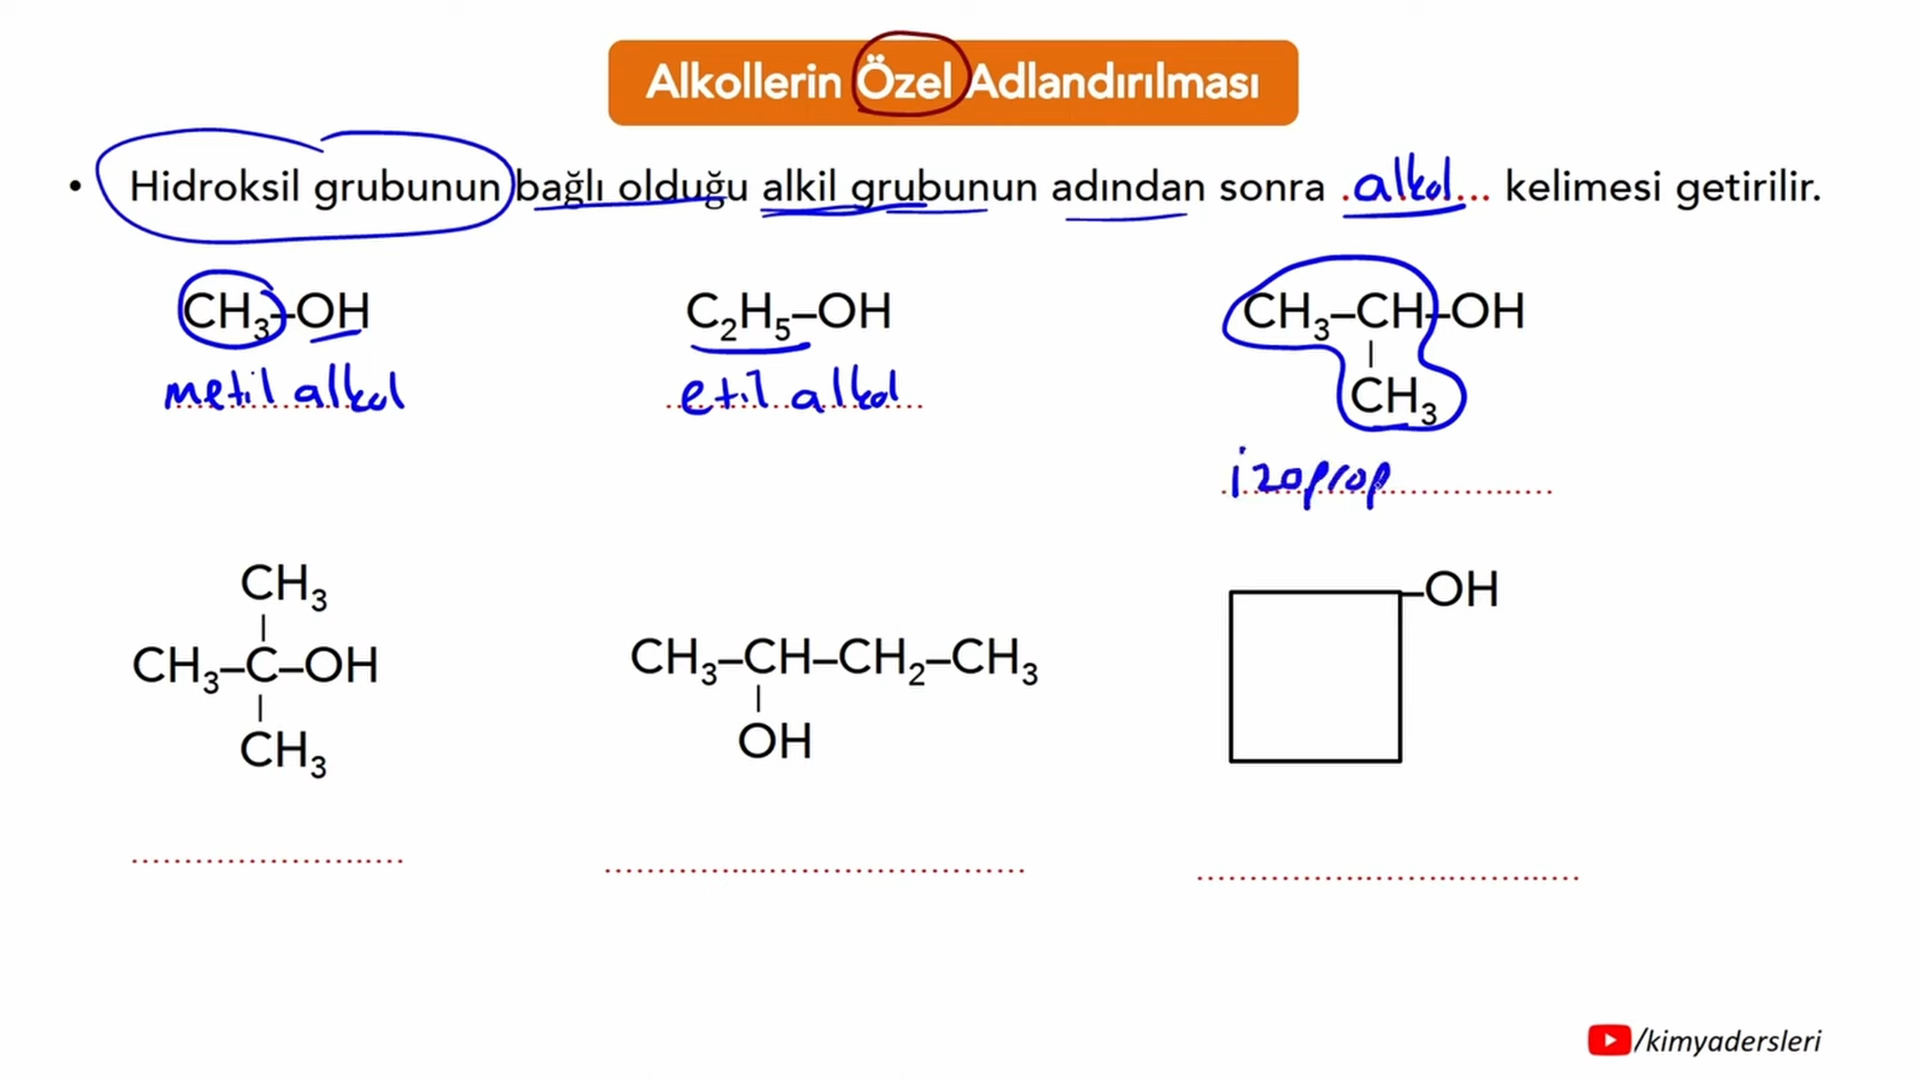 Alkollerin Özel Adlandırılması
• Hidroksil grubunun bağlı olduğu alkil grubunun adından sonra .alkol... kelimesi getirilir.
CH₃–OH
C₂H₅–OH
CH₃–CH–OH
|
CH₃
metil alkol
etil alkol
izoprop
CH₃
|
CH₃–C–OH
|
CH₃
CH₃–CH–CH₂–CH₃
|
OH
–OH
/kimyadersleri